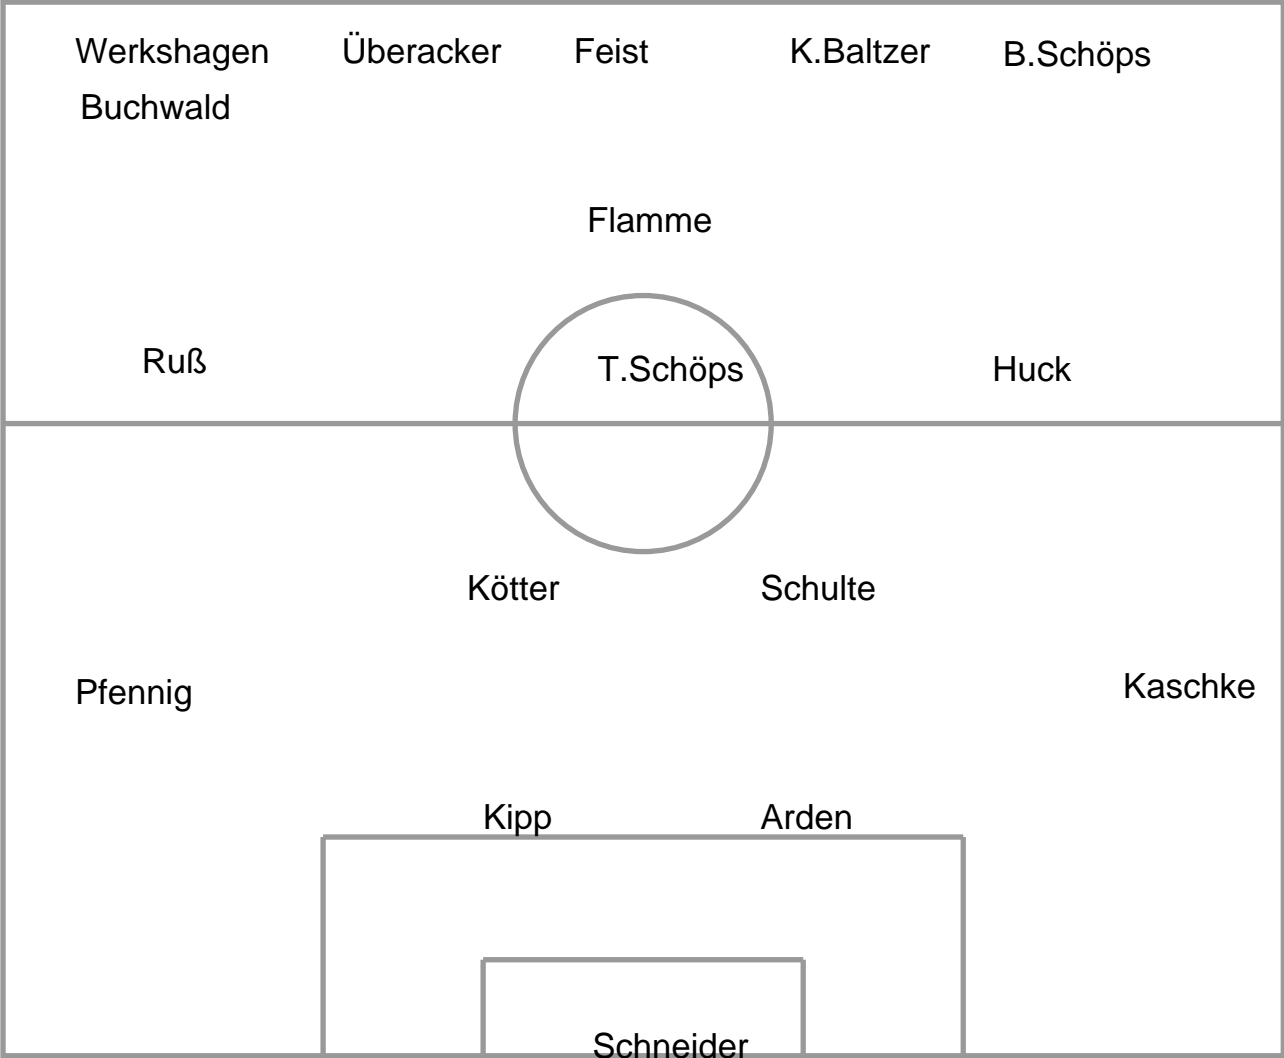 Werkshagen Überacker Feist K.Baltzer B.Schöps
Buchwald
Flamme
Ruß T.Schöps Huck
Kötter Schulte
Pfennig Kaschke
Kipp Arden
Schneider